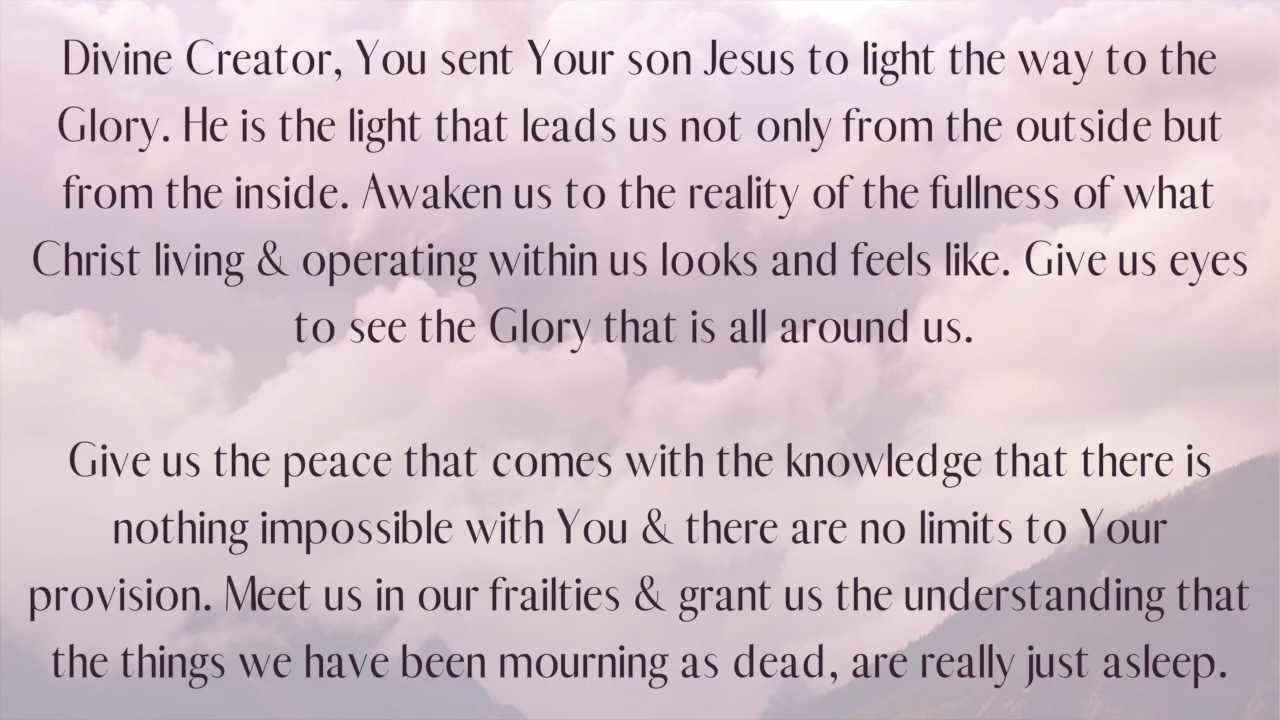 Divine Creator, You sent Your son Jesus to light the way to the
Glory. He is the light that leads us not only from the outside but
from the inside. Awaken us to the reality of the fullness of what
Christ living & operating within us looks and feels like. Give us eyes
to see the Glory that is all around us.
Give us the peace that comes with the knowledge that there is
nothing impossible with You & there are no limits to Your
provision. Meet us in our frailties & grant us the understanding that
the things we have been mourning as dead, are really just asleep.